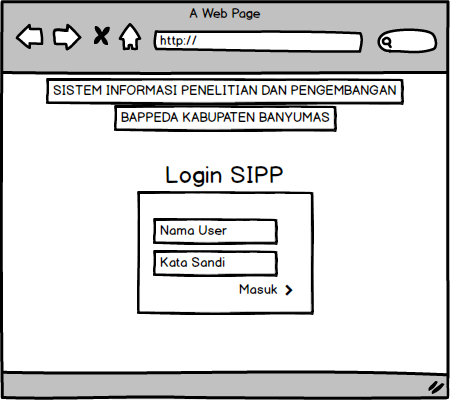 A Web Page
http://
SISTEM INFORMASI PENELITIAN DAN PENGEMBANGAN
BAPPEDA KABUPATEN BANYUMAS
Login SIPP
Nama User
Kata Sandi
Masuk